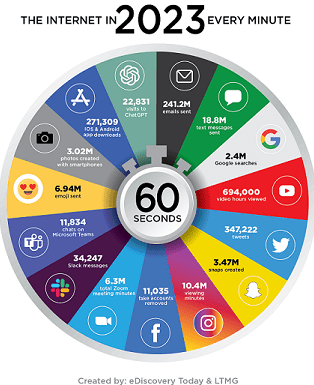 THE INTERNET IN 2023 EVERY MINUTE
241.2m
emails sent
18.8m
text messages
sent
2.4M
Google searches
694,000
video hours viewed
347,222
tweets
3.47M
snaps created
10.4m
viewing
minutes
11,035
fake accounts
removed
6.3m
total Zoom
meeting minutes
34,247
Slack messages
11,834
chats on
Microsoft Teams
6.94M
emoji sent
3.02M
photos created
with smartphones
271,309
iOS & Android
app downloads
22,831
visits to
ChatGPT
60
SECONDS
Created by: eDiscovery Today & LTMG